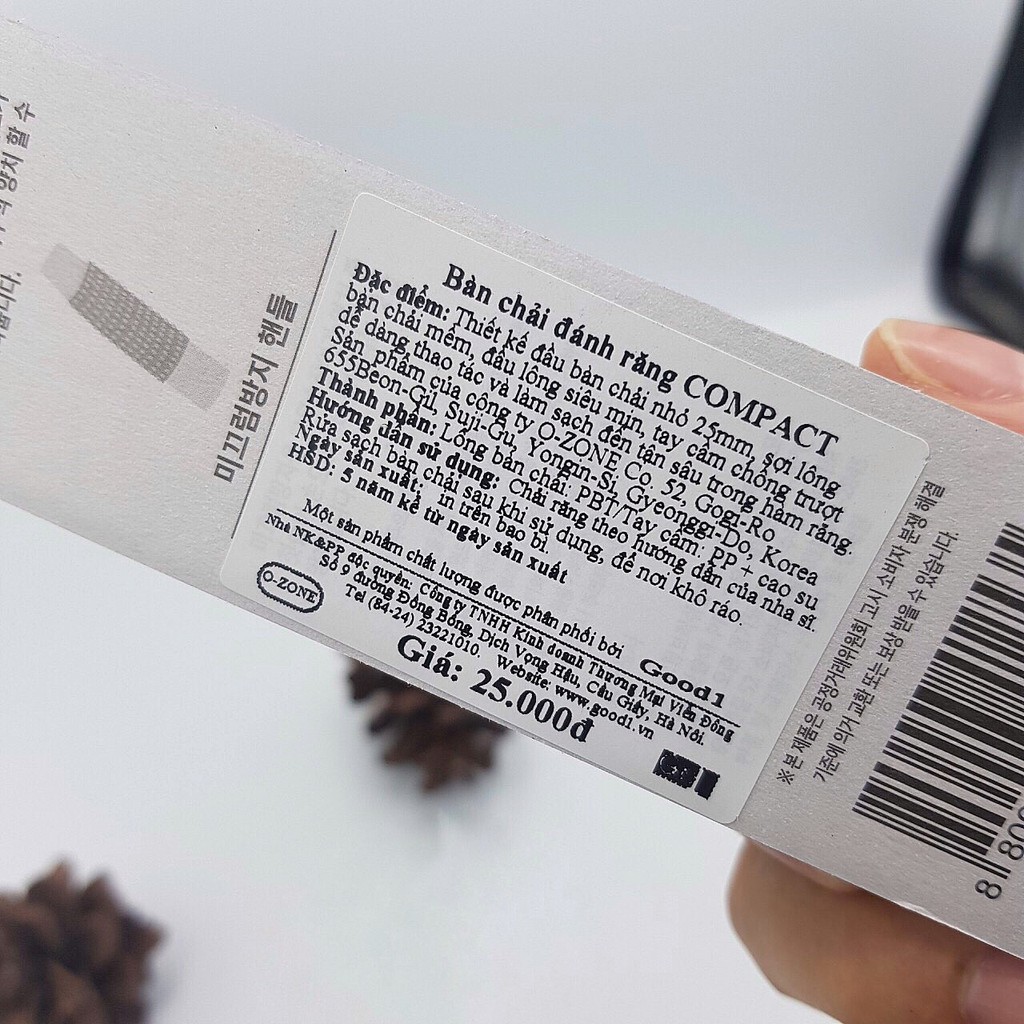 양치 할 수
니다.
미끄럼방지 핸들
Bàn chải đánh răng COMPACT
Đặc điểm: Thiết kế đầu bàn chải nhỏ 25mm, sợi lông
bàn chải mềm, đầu lông siêu mịn, tay cầm chống trượt
dễ dàng thao tác và làm sạch đến tận sâu trong hàm răng.
Sản phẩm của công ty O-ZONE Co. 52, Gogi-Ro
655Beon-Gil, Suji-Gu, Yongin-Si, Gyeonggi-Do, Korea
Thành phần: Lông bàn chải: PBT/Tay cầm: PP + cao su
Hướng dẫn sử dụng: Chải răng theo hướng dẫn của nha sĩ.
Rửa sạch bàn chải sau khi sử dụng, để nơi khô ráo.
Ngày sản xuất: in trên bao bì.
HSD: 5 năm kể từ ngày sản xuất
Một sản phẩm chất lượng được phân phối bởi Good1
O-ZONE
Nhà NK&PP độc quyền: Công ty TNHH Kinh doanh Thương Mại Viễn Đông
Số 9 đường Đông Bông, Dịch Vọng Hậu, Cầu Giấy, Hà Nội.
Tel (84-24) 23221010. Website: www.good1.vn
Giá: 25.000đ
※ 본 제품은 공정거래위원회 고시 소비자 분쟁 해결
기준에 의거 교환 또는 보상 받을 수 있습니다.
8 80